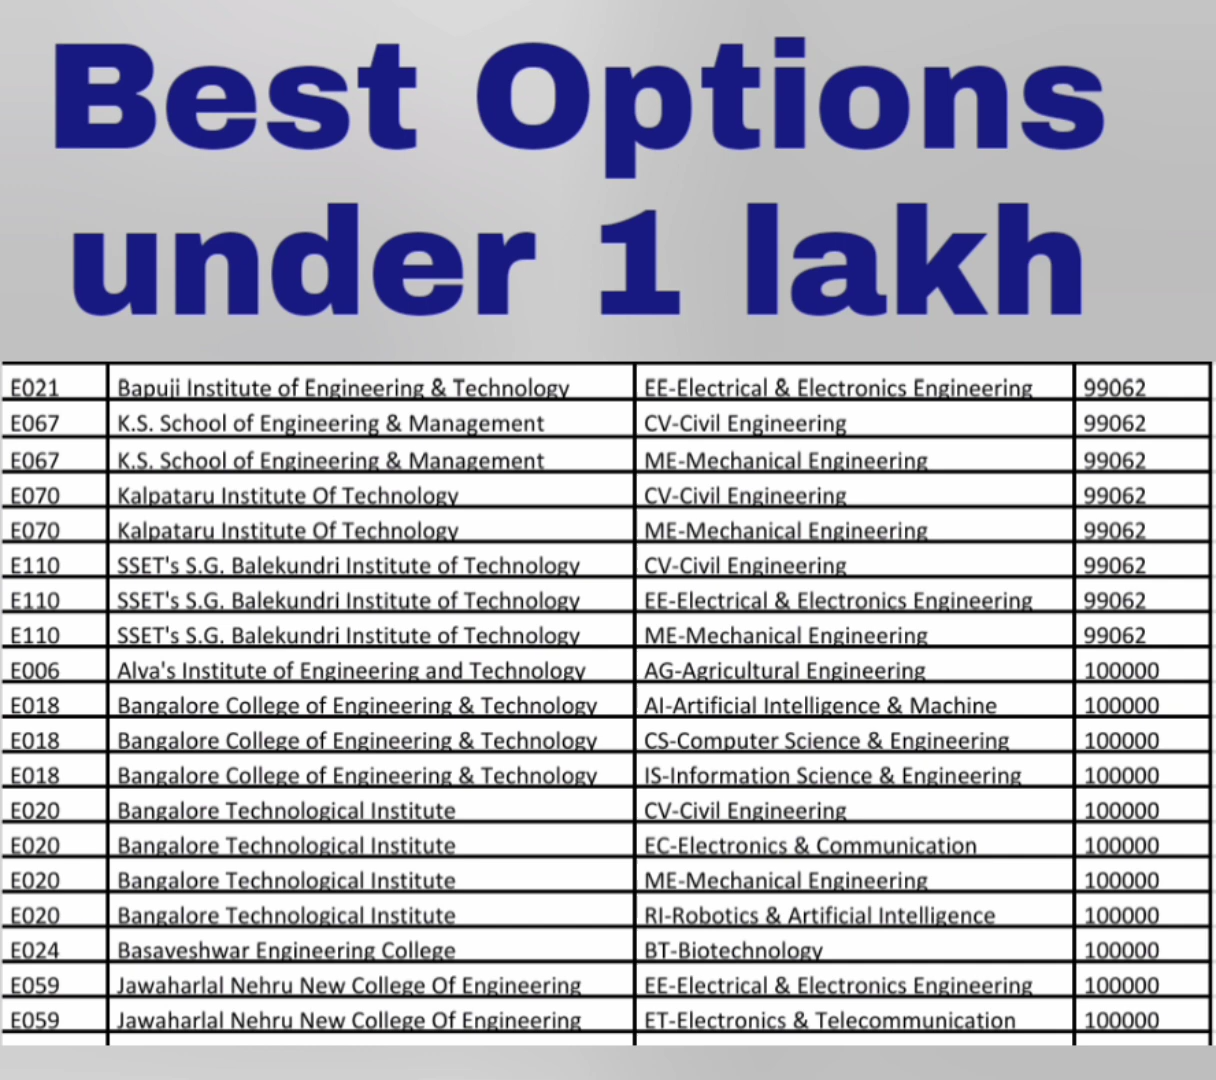 Best Options
under 1 lakh
E021 Bapuji Institute of Engineering & Technology EE-Electrical & Electronics Engineering 99062
E067 K.S. School of Engineering & Management CV-Civil Engineering 99062
E067 K.S. School of Engineering & Management ME-Mechanical Engineering 99062
E070 Kalpataru Institute Of Technology CV-Civil Engineering 99062
E070 Kalpataru Institute Of Technology ME-Mechanical Engineering 99062
E110 SSET's S.G. Balekundri Institute of Technology CV-Civil Engineering 99062
E110 SSET's S.G. Balekundri Institute of Technology EE-Electrical & Electronics Engineering 99062
E110 SSET's S.G. Balekundri Institute of Technology ME-Mechanical Engineering 99062
E006 Alva's Institute of Engineering and Technology AG-Agricultural Engineering 100000
E018 Bangalore College of Engineering & Technology AI-Artificial Intelligence & Machine 100000
E018 Bangalore College of Engineering & Technology CS-Computer Science & Engineering 100000
E018 Bangalore College of Engineering & Technology IS-Information Science & Engineering 100000
E020 Bangalore Technological Institute CV-Civil Engineering 100000
E020 Bangalore Technological Institute EC-Electronics & Communication 100000
E020 Bangalore Technological Institute ME-Mechanical Engineering 100000
E020 Bangalore Technological Institute RI-Robotics & Artificial Intelligence 100000
E024 Basaveshwar Engineering College BT-Biotechnology 100000
E059 Jawaharlal Nehru New College Of Engineering EE-Electrical & Electronics Engineering 100000
E059 Jawaharlal Nehru New College Of Engineering ET-Electronics & Telecommunication 100000